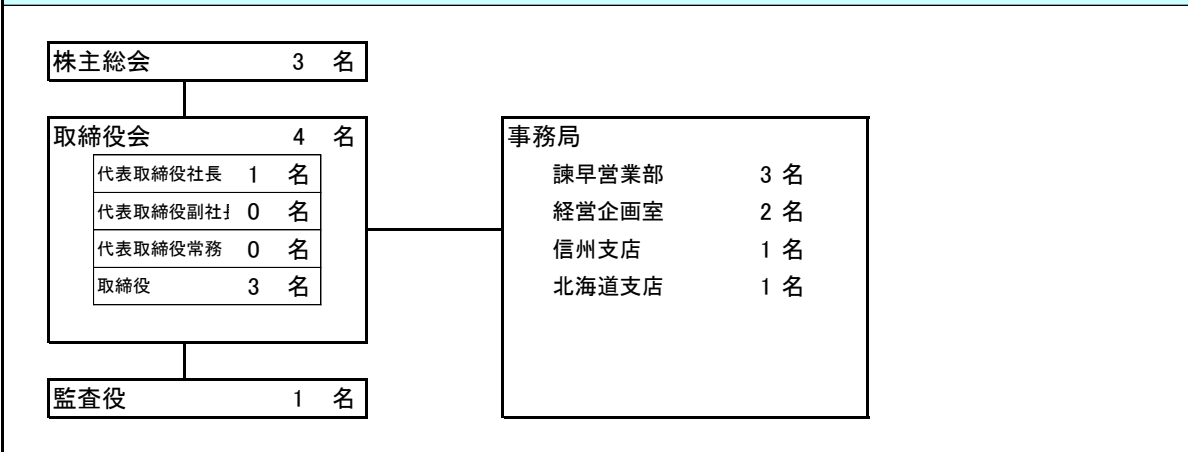 株主総会 3 名
取締役会 4 名
代表取締役社長 1 名
代表取締役副社 0 名
代表取締役常務 0 名
取締役 3 名
監査役 1 名
事務局
諫早営業部 3 名
経営企画室 2 名
信州支店 1 名
北海道支店 1 名